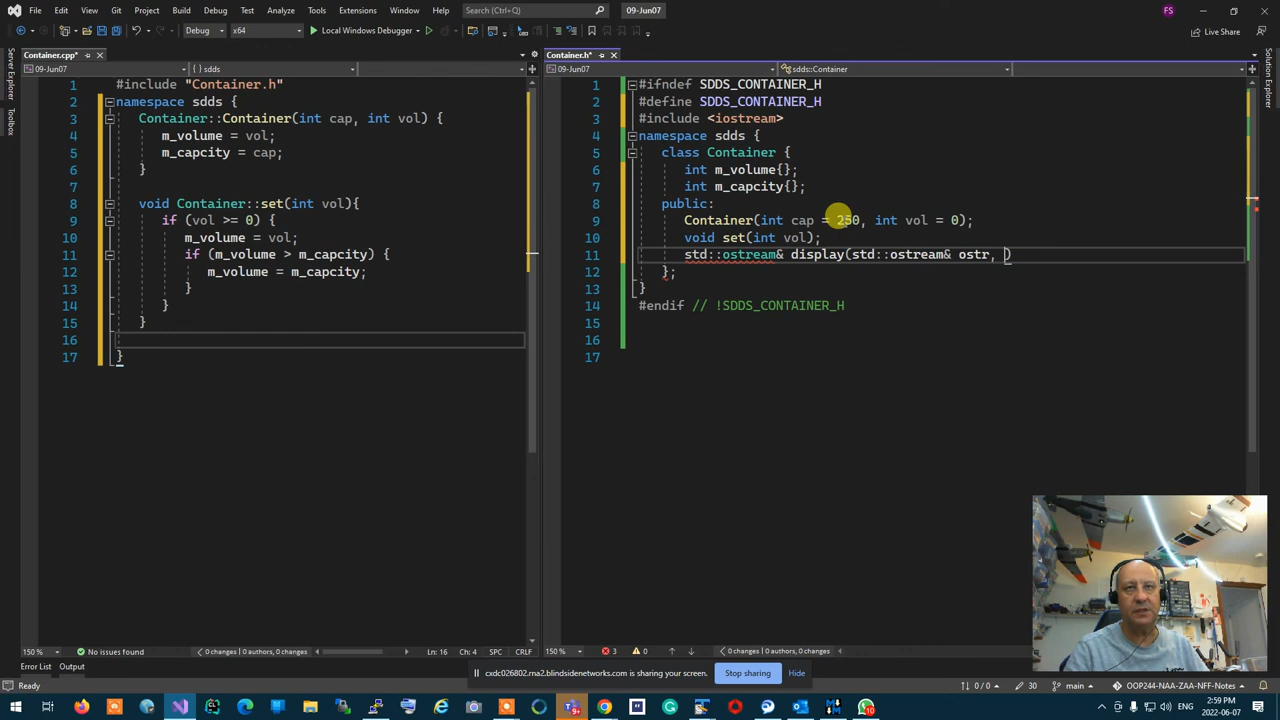 File Edit View Git Project Build Debug Test Analyze Tools Extensions Window Help Search (Ctrl+Q) 09-Jun07 FS
Debug x64 Local Windows Debugger Live Share
Container.cpp* Container.h*
09-Jun07 sdds 09-Jun07 sdds::Container
Server Explorer
Toolbox
Solution Explorer
1 #include "Container.h"
2 namespace sdds {
3 Container::Container(int cap, int vol) {
4 m_volume = vol;
5 m_capcity = cap;
6 }
7
8 void Container::set(int vol){
9 if (vol >= 0) {
10 m_volume = vol;
11 if (m_volume > m_capcity) {
12 m_volume = m_capcity;
13 }
14 }
15 }
16
17 }
1 #ifndef SDDS_CONTAINER_H
2 #define SDDS_CONTAINER_H
3 #include <iostream>
4 namespace sdds {
5 class Container {
6 int m_volume{};
7 int m_capcity{};
8 public:
9 Container(int cap = 250, int vol = 0);
10 void set(int vol);
11 std::ostream& display(std::ostream& ostr, )
12 };
13 }
14 #endif // !SDDS_CONTAINER_H
15
16
17
150 % No issues found 0 changes | 0 authors, 0 changes Ln: 16 Ch: 4 SPC CRLF
150 % 3 0 0 changes | 0 authors, 0 changes
Error List Output
cxdc026802.rna2.blindsidenetworks.com is sharing your screen. Stop sharing Hide
Ready 0 / 0 30 main OOP244-NAA-ZAA-NFF-Notes
9+ 10 ENG 2:59 PM 2022-06-07